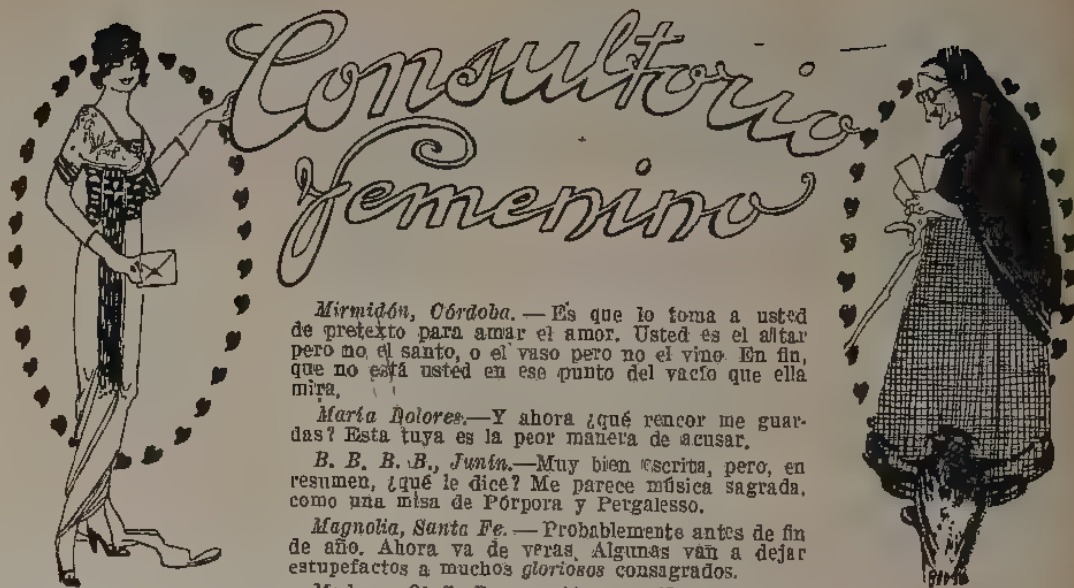 Consultorio
femenino
Mirmidón, Córdoba. — Es que lo toma a usted
de pretexto para amar el amor. Usted es el altar
pero no el santo, o el vaso pero no el vino. En fin,
que no está usted en ese punto del vacío que ella
mira.
María Dolores.—Y ahora ¿qué rencor me guar-
das? Esta tuya es la peor manera de acusar.
B. B. B. B., Junín.—Muy bien escrita, pero, en
resumen, ¿qué le dice? Me parece música sagrada,
como una misa de Pórpora y Pergalesso.
Magnolia, Santa Fe. — Probablemente antes de fin
de año. Ahora va de veras. Algunas van a dejar
estupefactos a muchos gloriosos consagrados.